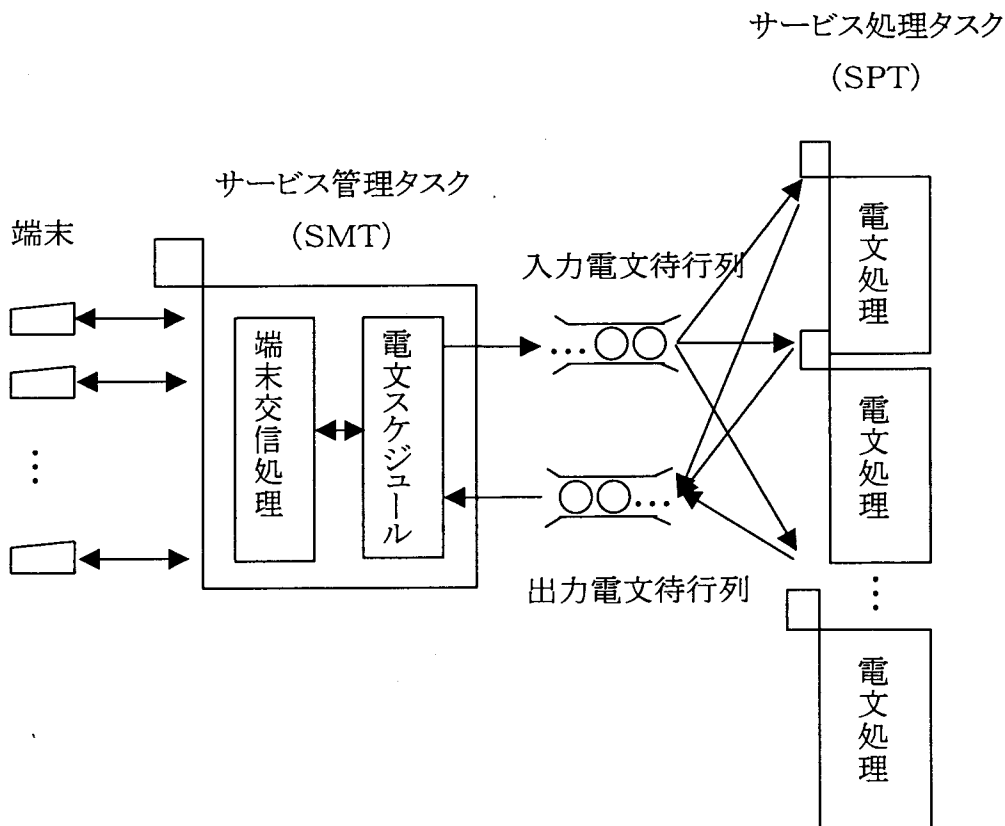 サービス処理タスク
(SPT)
サービス管理タスク
(SMT)
端末
入力電文待行列
端末交信処理
電文スケジュール
出力電文待行列
電文処理
電文処理
電文処理